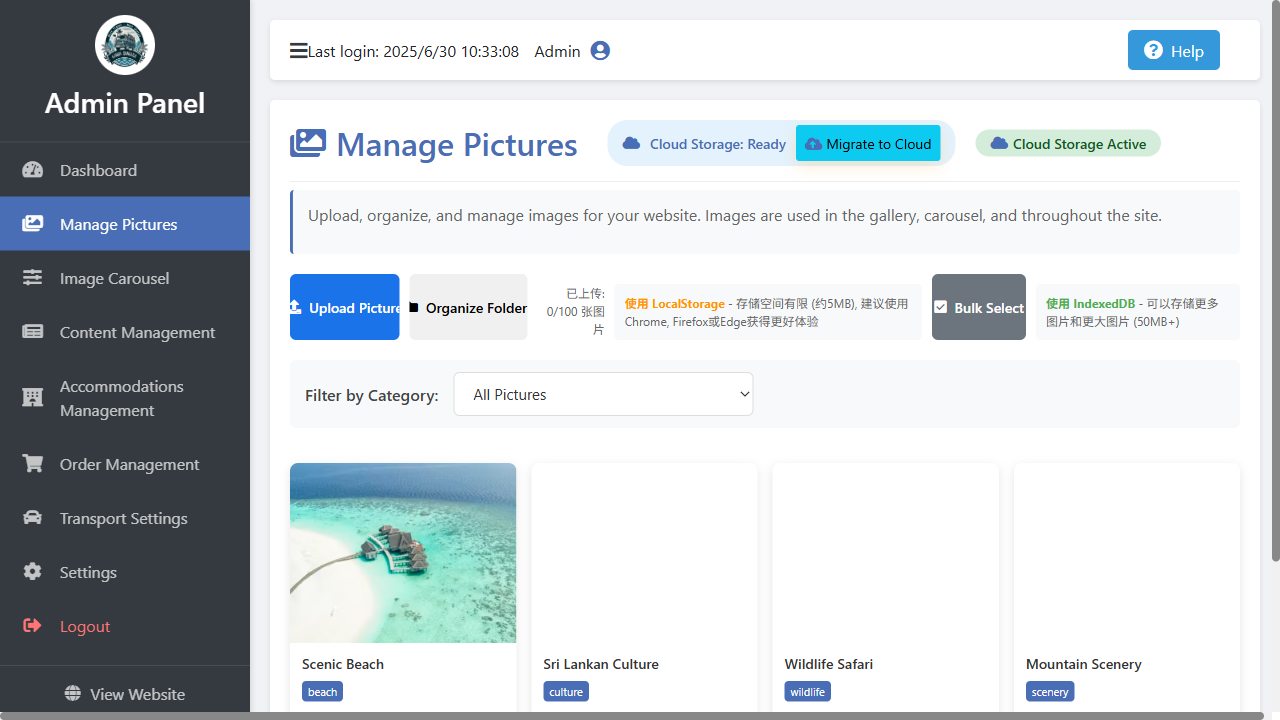 Admin Panel
Dashboard
Manage Pictures
Image Carousel
Content Management
Accommodations
Management
Order Management
Transport Settings
Settings
Logout
View Website
Last login: 2025/6/30 10:33:08 Admin
Help
Manage Pictures
Cloud Storage: Ready
Migrate to Cloud
Cloud Storage Active
Upload, organize, and manage images for your website. Images are used in the gallery, carousel, and throughout the site.
Upload Picture
Organize Folder
已上传:
0/100 张图
片
使用 LocalStorage - 存储空间有限 (约5MB), 建议使用
Chrome, Firefox或Edge获得更好体验
Bulk Select
使用 IndexedDB - 可以存储更多
图片和更大图片 (50MB+)
Filter by Category:
All Pictures
Scenic Beach
beach
Sri Lankan Culture
culture
Wildlife Safari
wildlife
Mountain Scenery
scenery